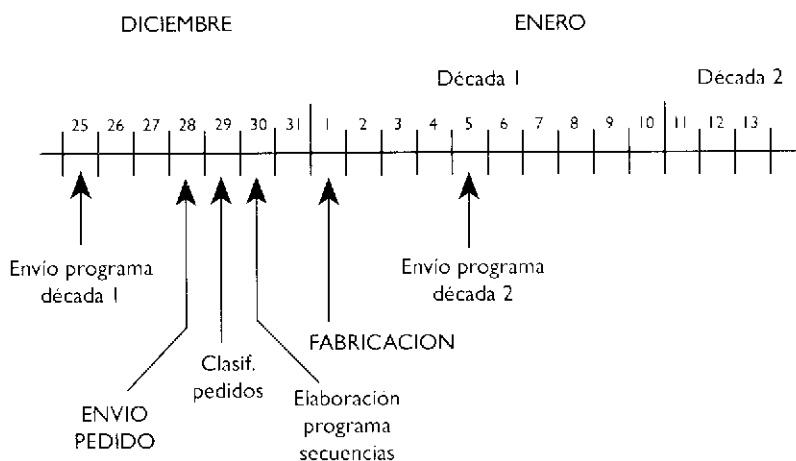 DICIEMBRE ENERO
Década 1 Década 2
25 26 27 28 29 30 31 1 2 3 4 5 6 7 8 9 10 11 12 13
Envío programa
década 1
Envío programa
década 2
FABRICACION
Clasif.
pedidos
ENVIO
PEDIDO
Elaboración
programa
secuencias